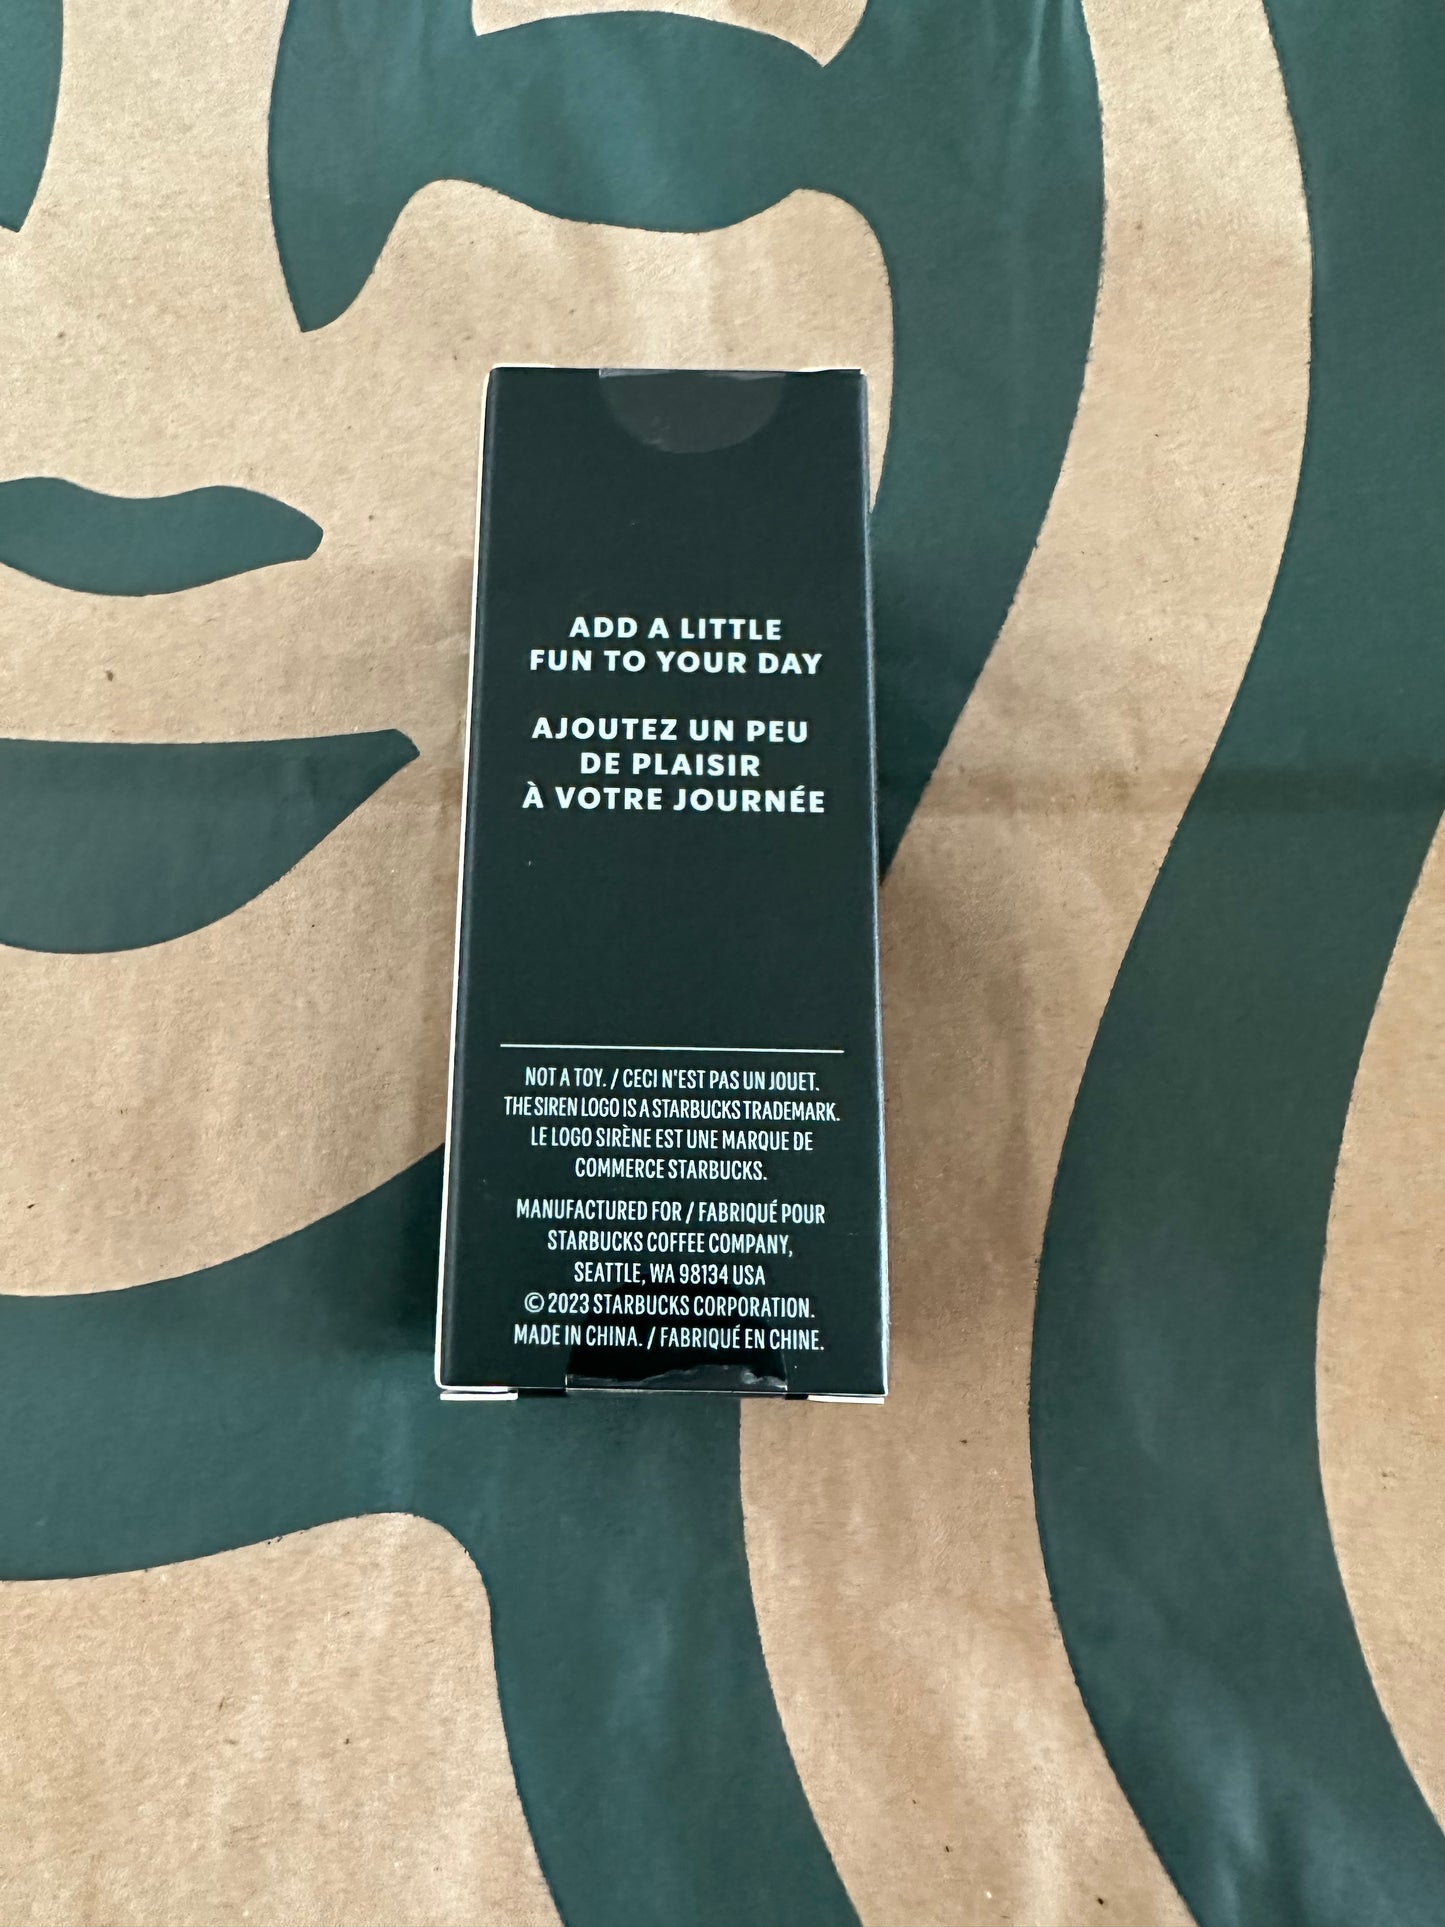 ADD A LITTLE
FUN TO YOUR DAY
AJOUTEZ UN PEU
DE PLAISIR
À VOTRE JOURNÉE
NOT A TOY. / CECI N'EST PAS UN JOUET.
THE SIREN LOGO IS A STARBUCKS TRADEMARK.
LE LOGO SIRÈNE EST UNE MARQUE DE
COMMERCE STARBUCKS.
MANUFACTURED FOR / FABRIQUÉ POUR
STARBUCKS COFFEE COMPANY,
SEATTLE, WA 98134 USA
© 2023 STARBUCKS CORPORATION.
MADE IN CHINA. / FABRIQUÉ EN CHINE.